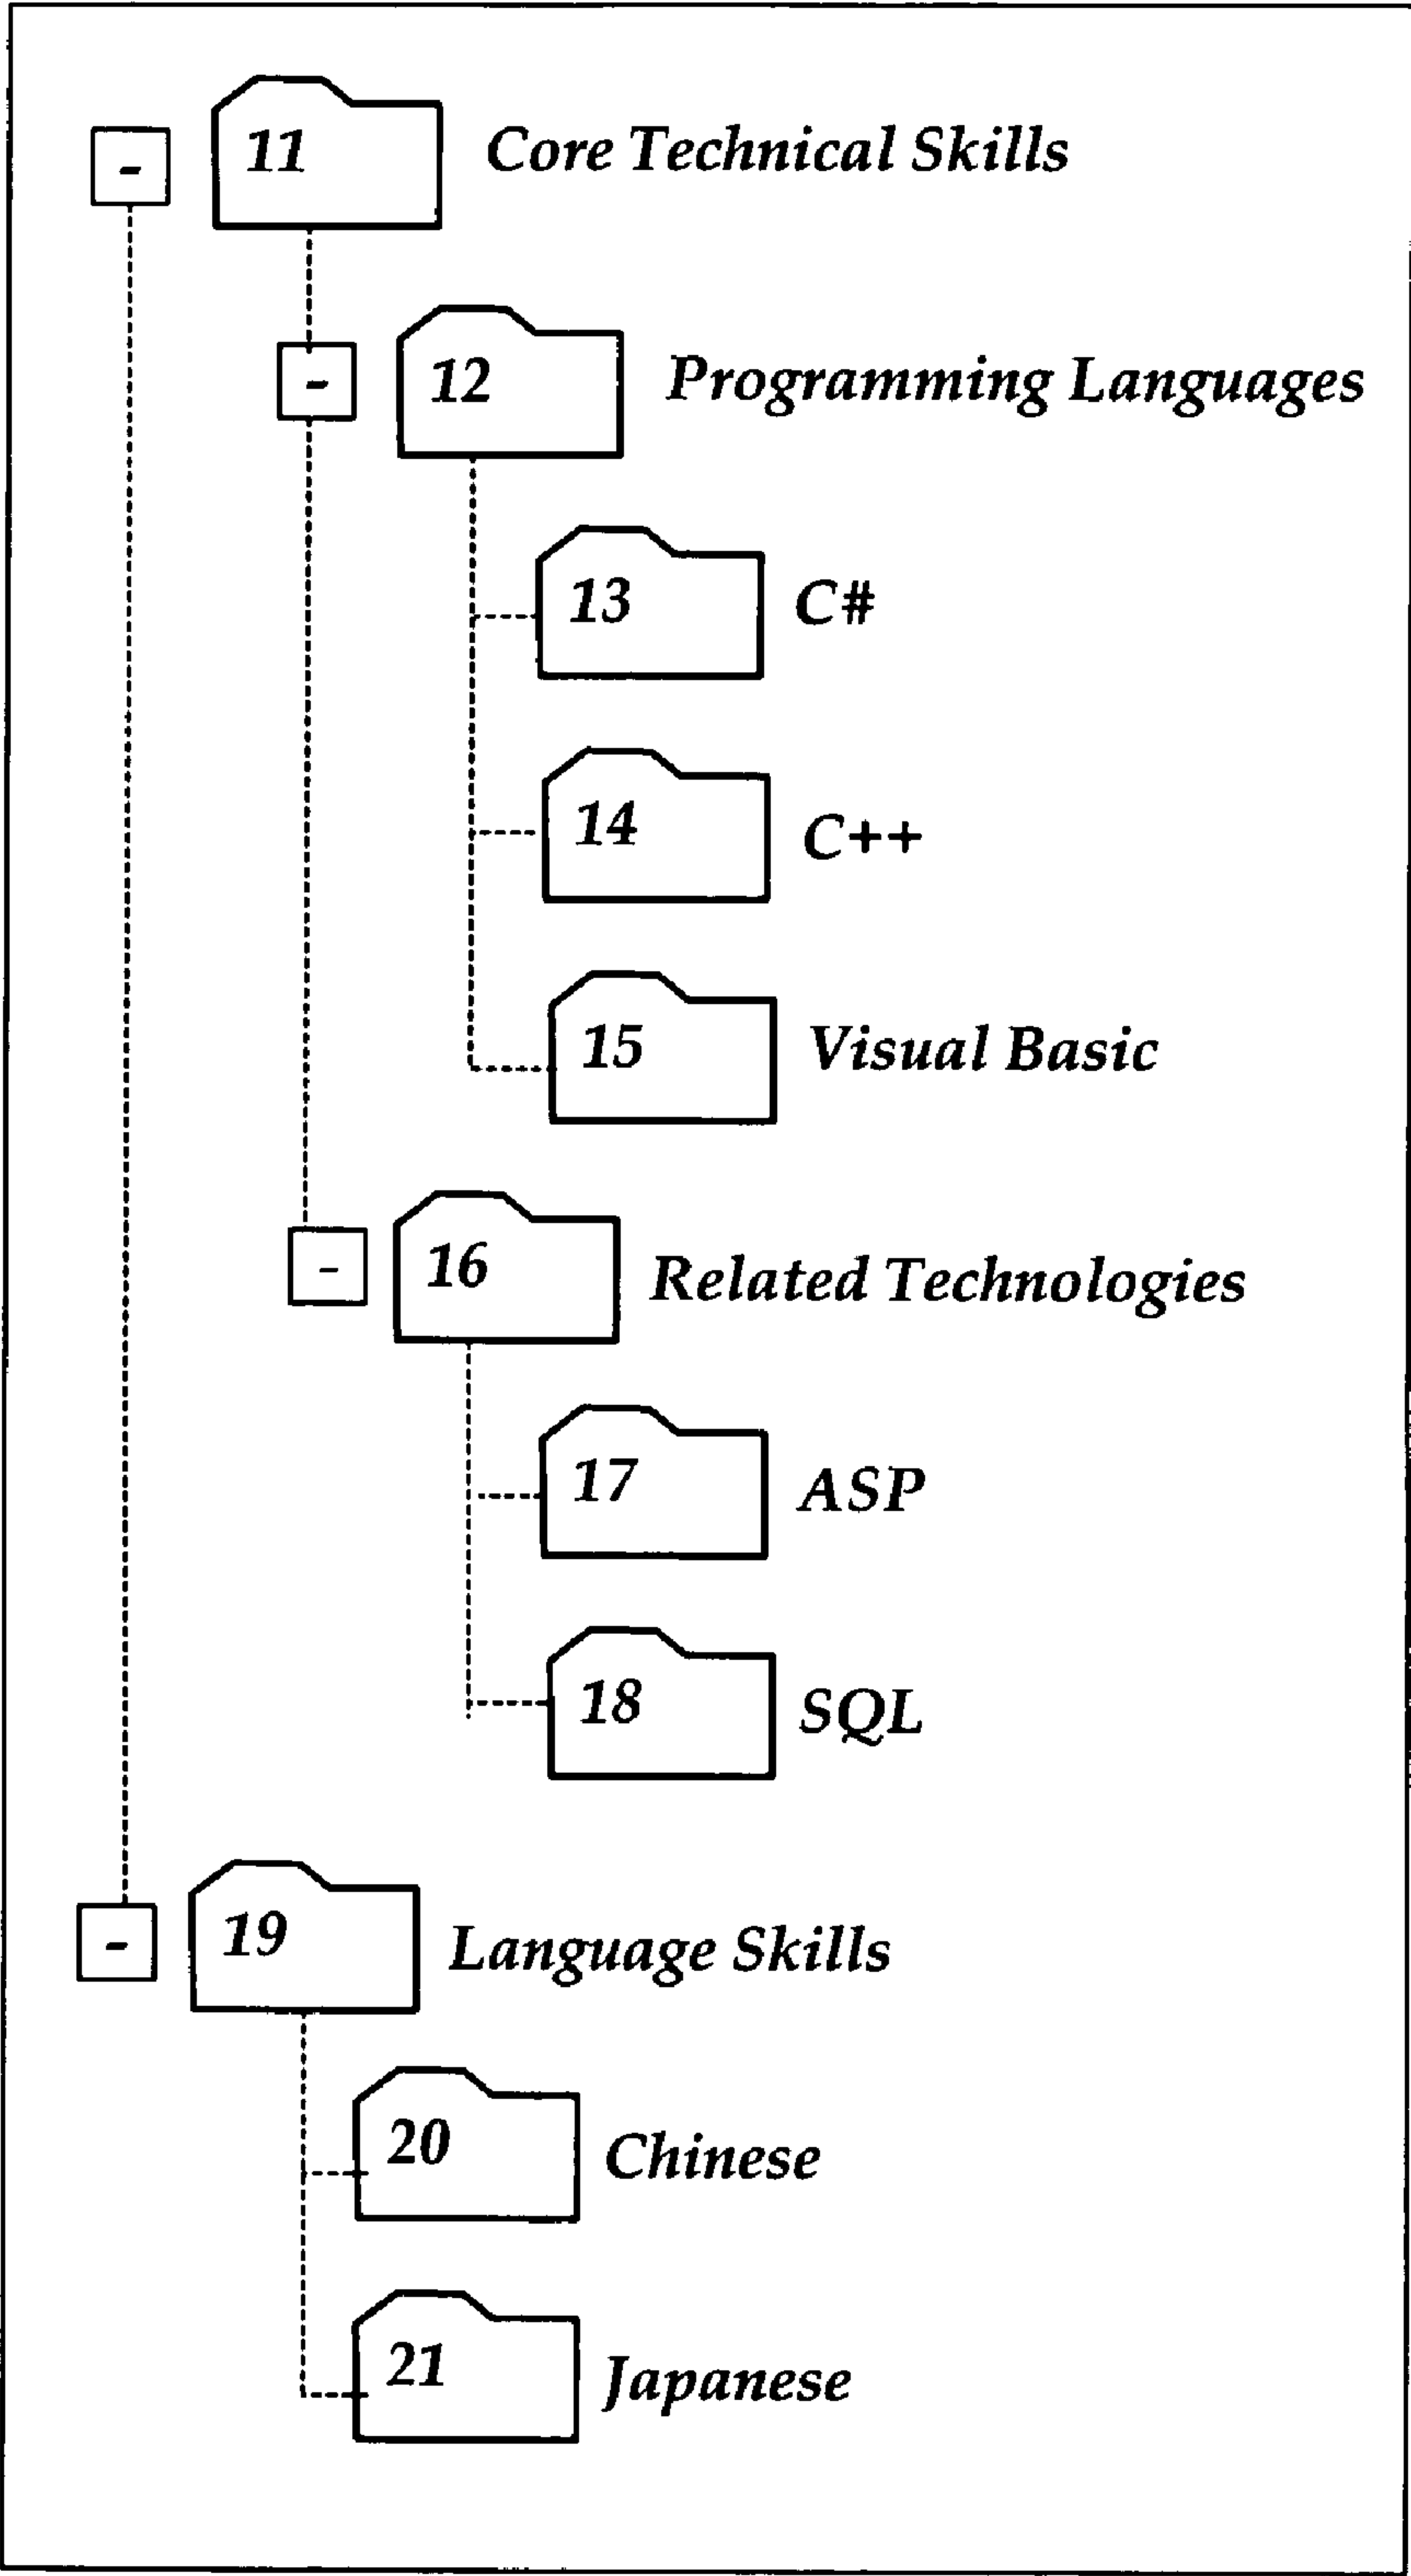 - 11 Core Technical Skills
- 12 Programming Languages
13 C#
14 C++
15 Visual Basic
- 16 Related Technologies
17 ASP
18 SQL
- 19 Language Skills
20 Chinese
21 Japanese